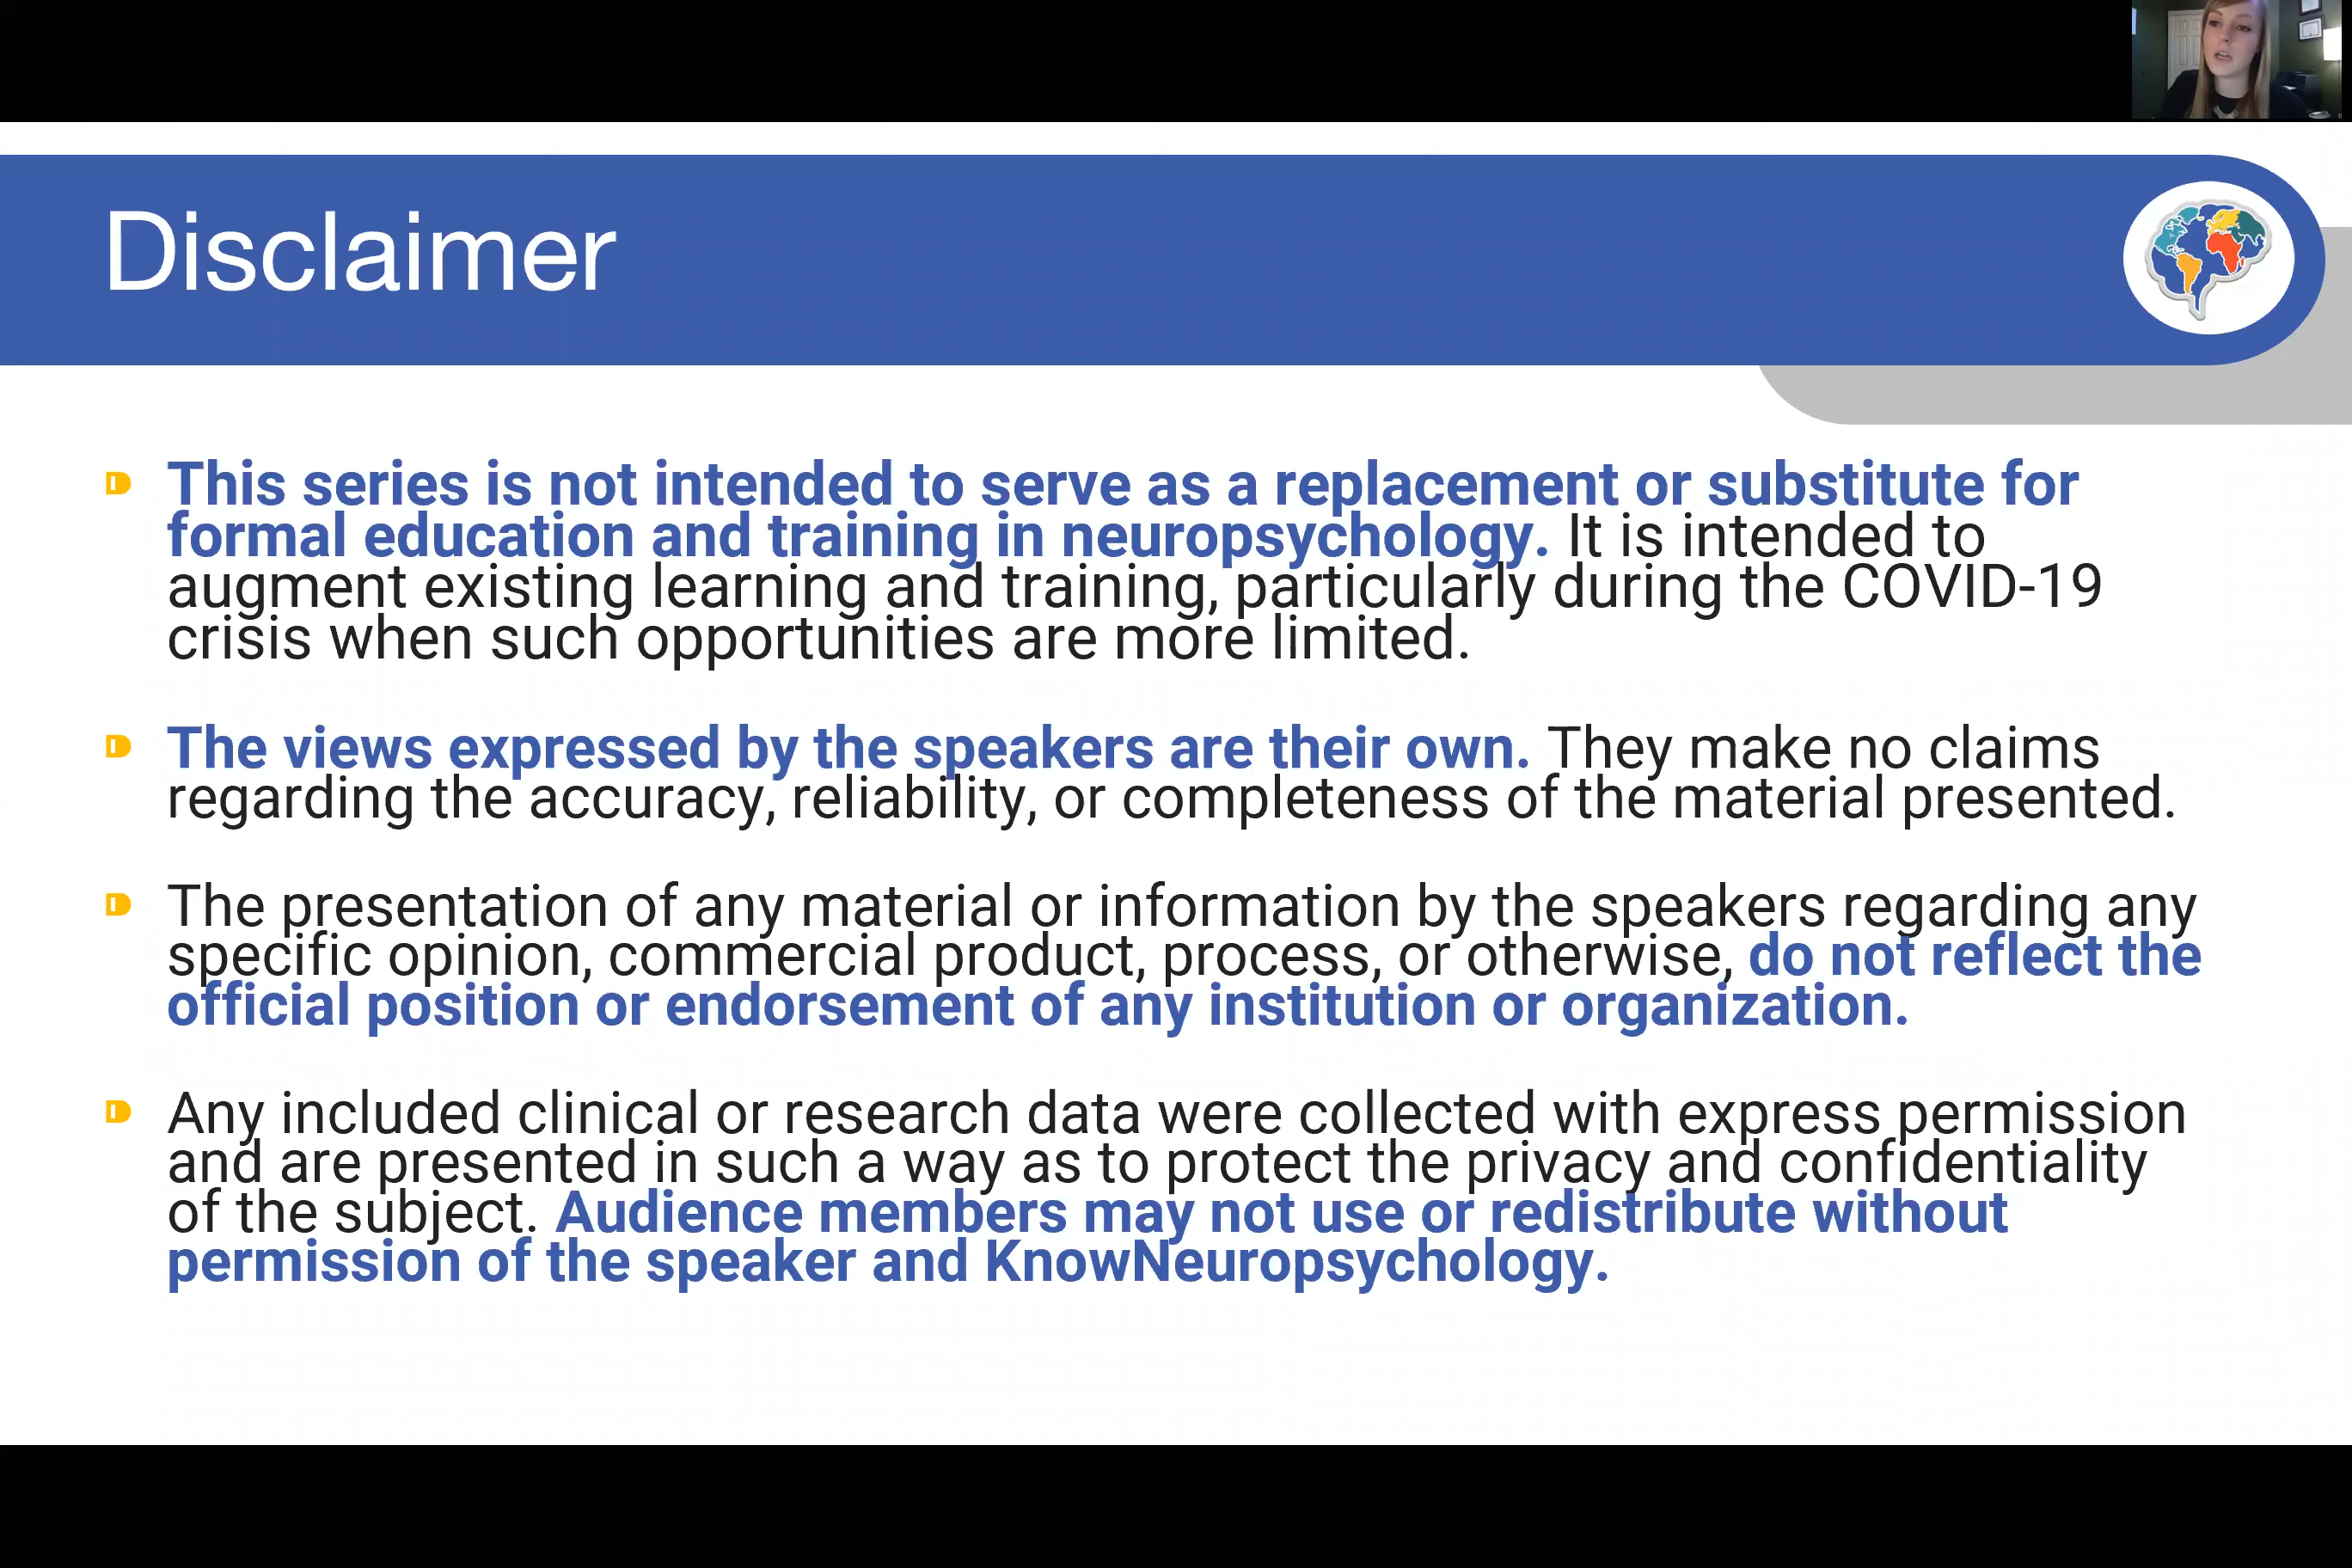 Disclaimer
This series is not intended to serve as a replacement or substitute for
formal education and training in neuropsychology. It is intended to
augment existing learning and training, particularly during the COVID-19
crisis when such opportunities are more limited.
The views expressed by the speakers are their own. They make no claims
regarding the accuracy, reliability, or completeness of the material presented.
The presentation of any material or information by the speakers regarding any
specific opinion, commercial product, process, or otherwise, do not reflect the
official position or endorsement of any institution or organization.
Any included clinical or research data were collected with express permission
and are presented in such a way as to protect the privacy and confidentiality
of the subject. Audience members may not use or redistribute without
permission of the speaker and KnowNeuropsychology.